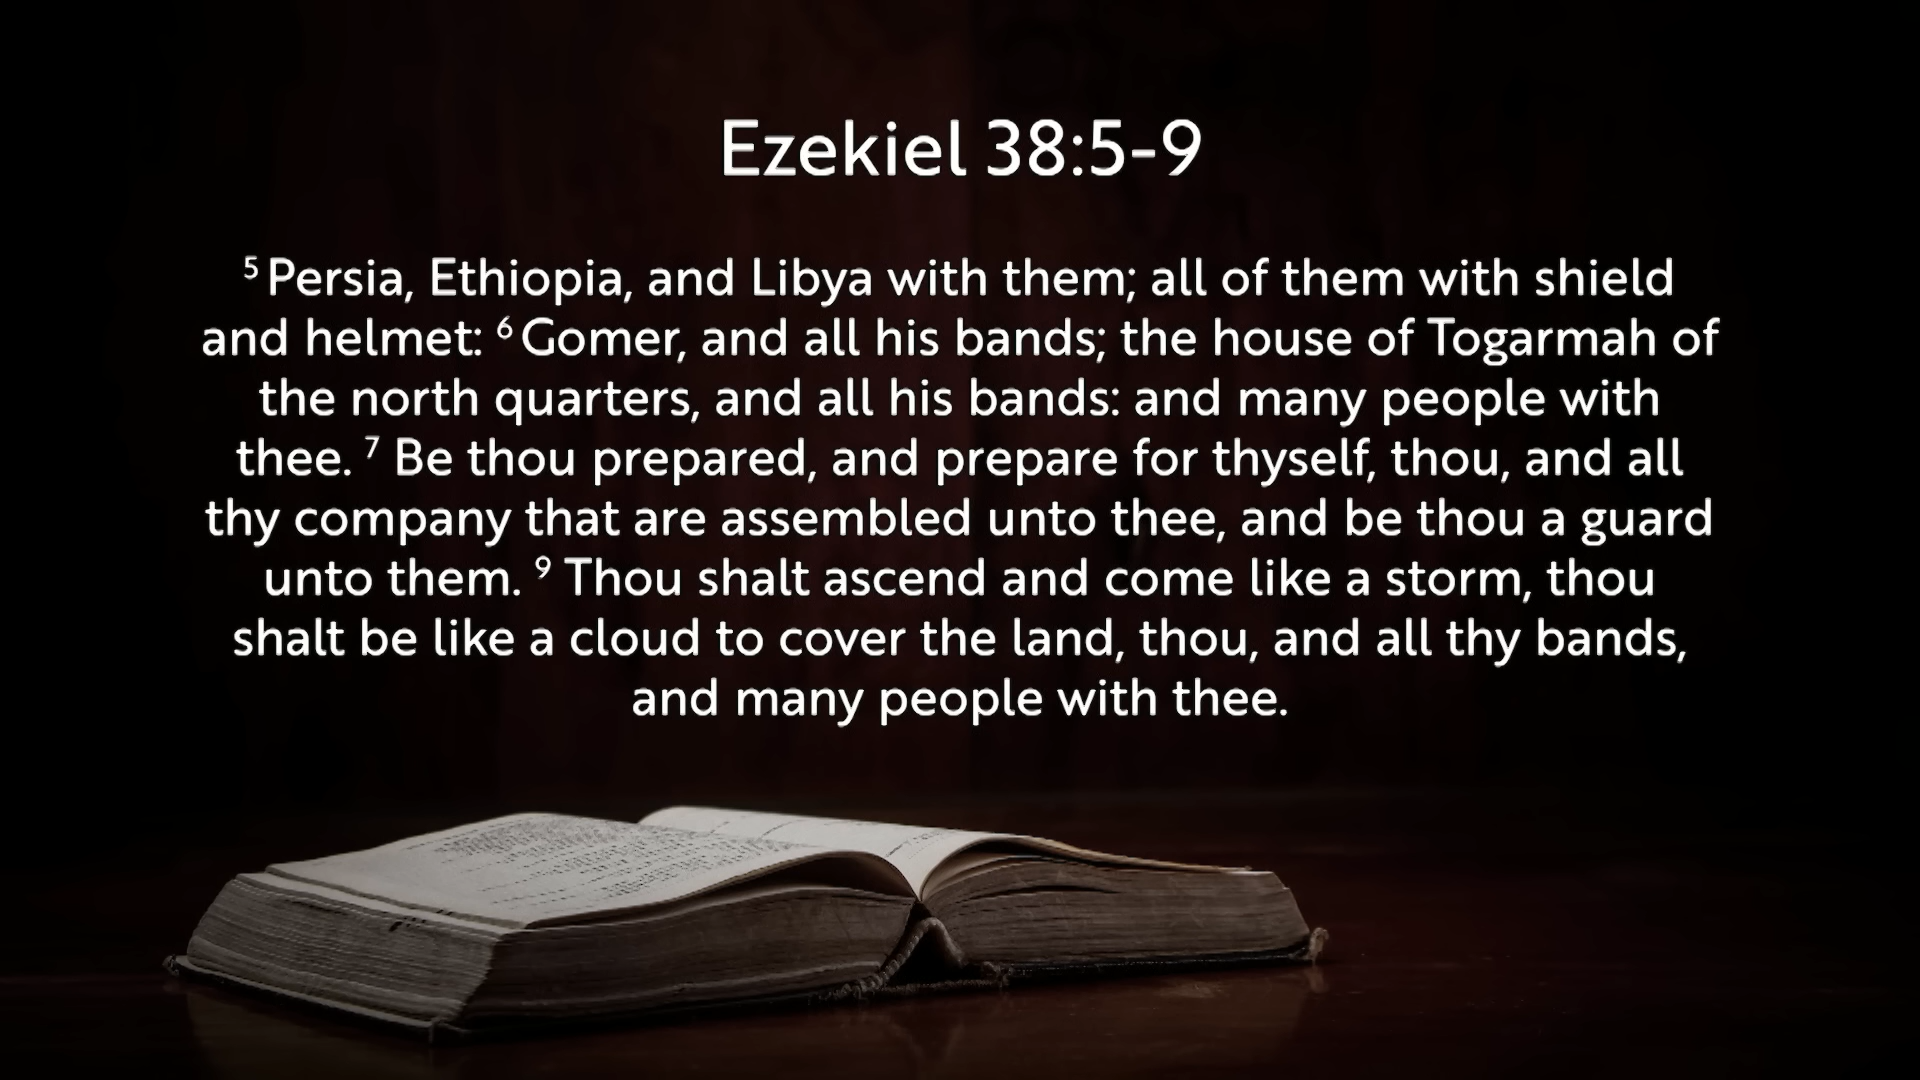 Ezekiel 38:5-9
5 Persia, Ethiopia, and Libya with them; all of them with shield
and helmet: 6 Gomer, and all his bands; the house of Togarmah of
the north quarters, and all his bands: and many people with
thee. 7 Be thou prepared, and prepare for thyself, thou, and all
thy company that are assembled unto thee, and be thou a guard
unto them. 9 Thou shalt ascend and come like a storm, thou
shalt be like a cloud to cover the land, thou, and all thy bands,
and many people with thee.